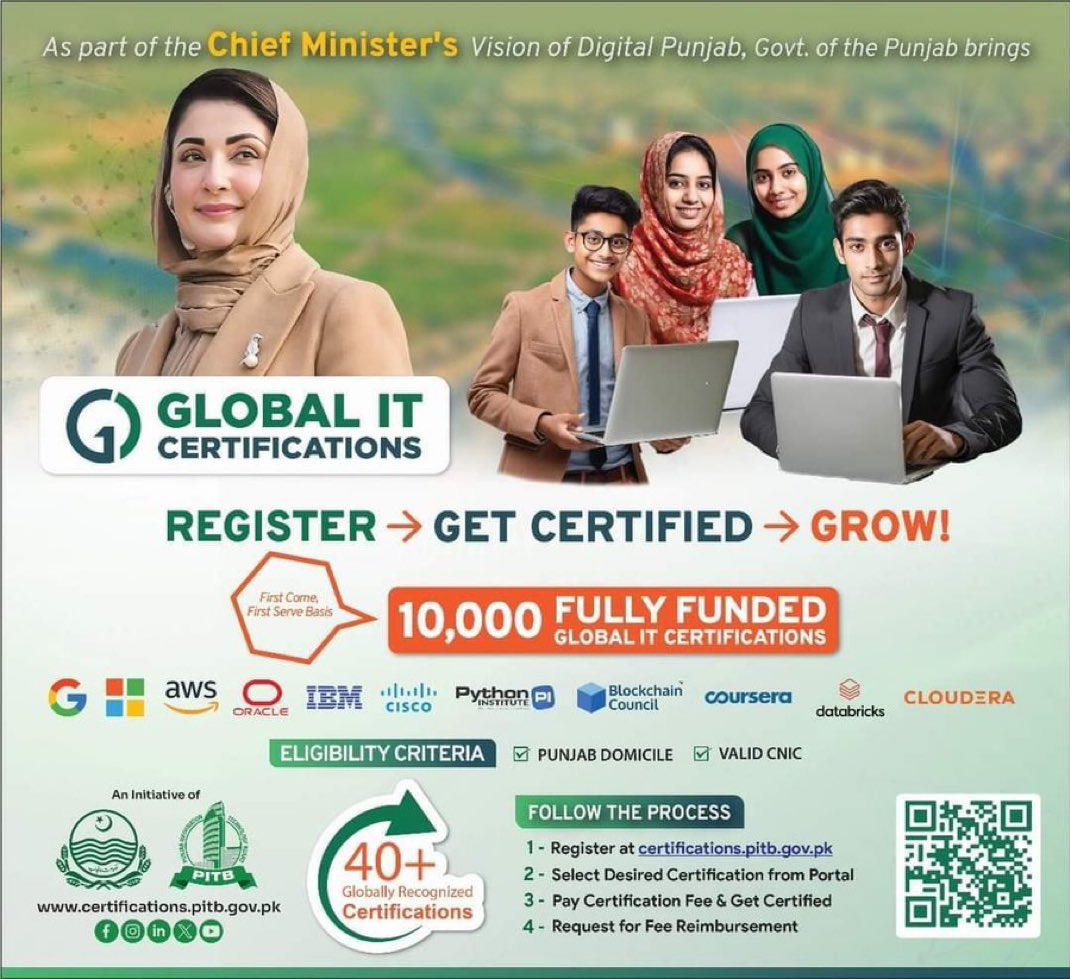 As part of the Chief Minister's Vision of Digital Punjab, Govt. of the Punjab brings
GLOBAL IT
CERTIFICATIONS
REGISTER → GET CERTIFIED → GROW!
First Come,
First Serve Basis
10,000 FULLY FUNDED
GLOBAL IT CERTIFICATIONS
aws
ORACLE
IBM
CISCO
Python
INSTITUTE
PI
Blockchain
Council
coursera
databricks
CLOUDERA
ELIGIBILITY CRITERIA
PUNJAB DOMICILE
VALID CNIC
An Initiative of
PITB
www.certifications.pitb.gov.pk
40+
Globally Recognized
Certifications
FOLLOW THE PROCESS
1 - Register at certifications.pitb.gov.pk
2 - Select Desired Certification from Portal
3 - Pay Certification Fee & Get Certified
4 - Request for Fee Reimbursement